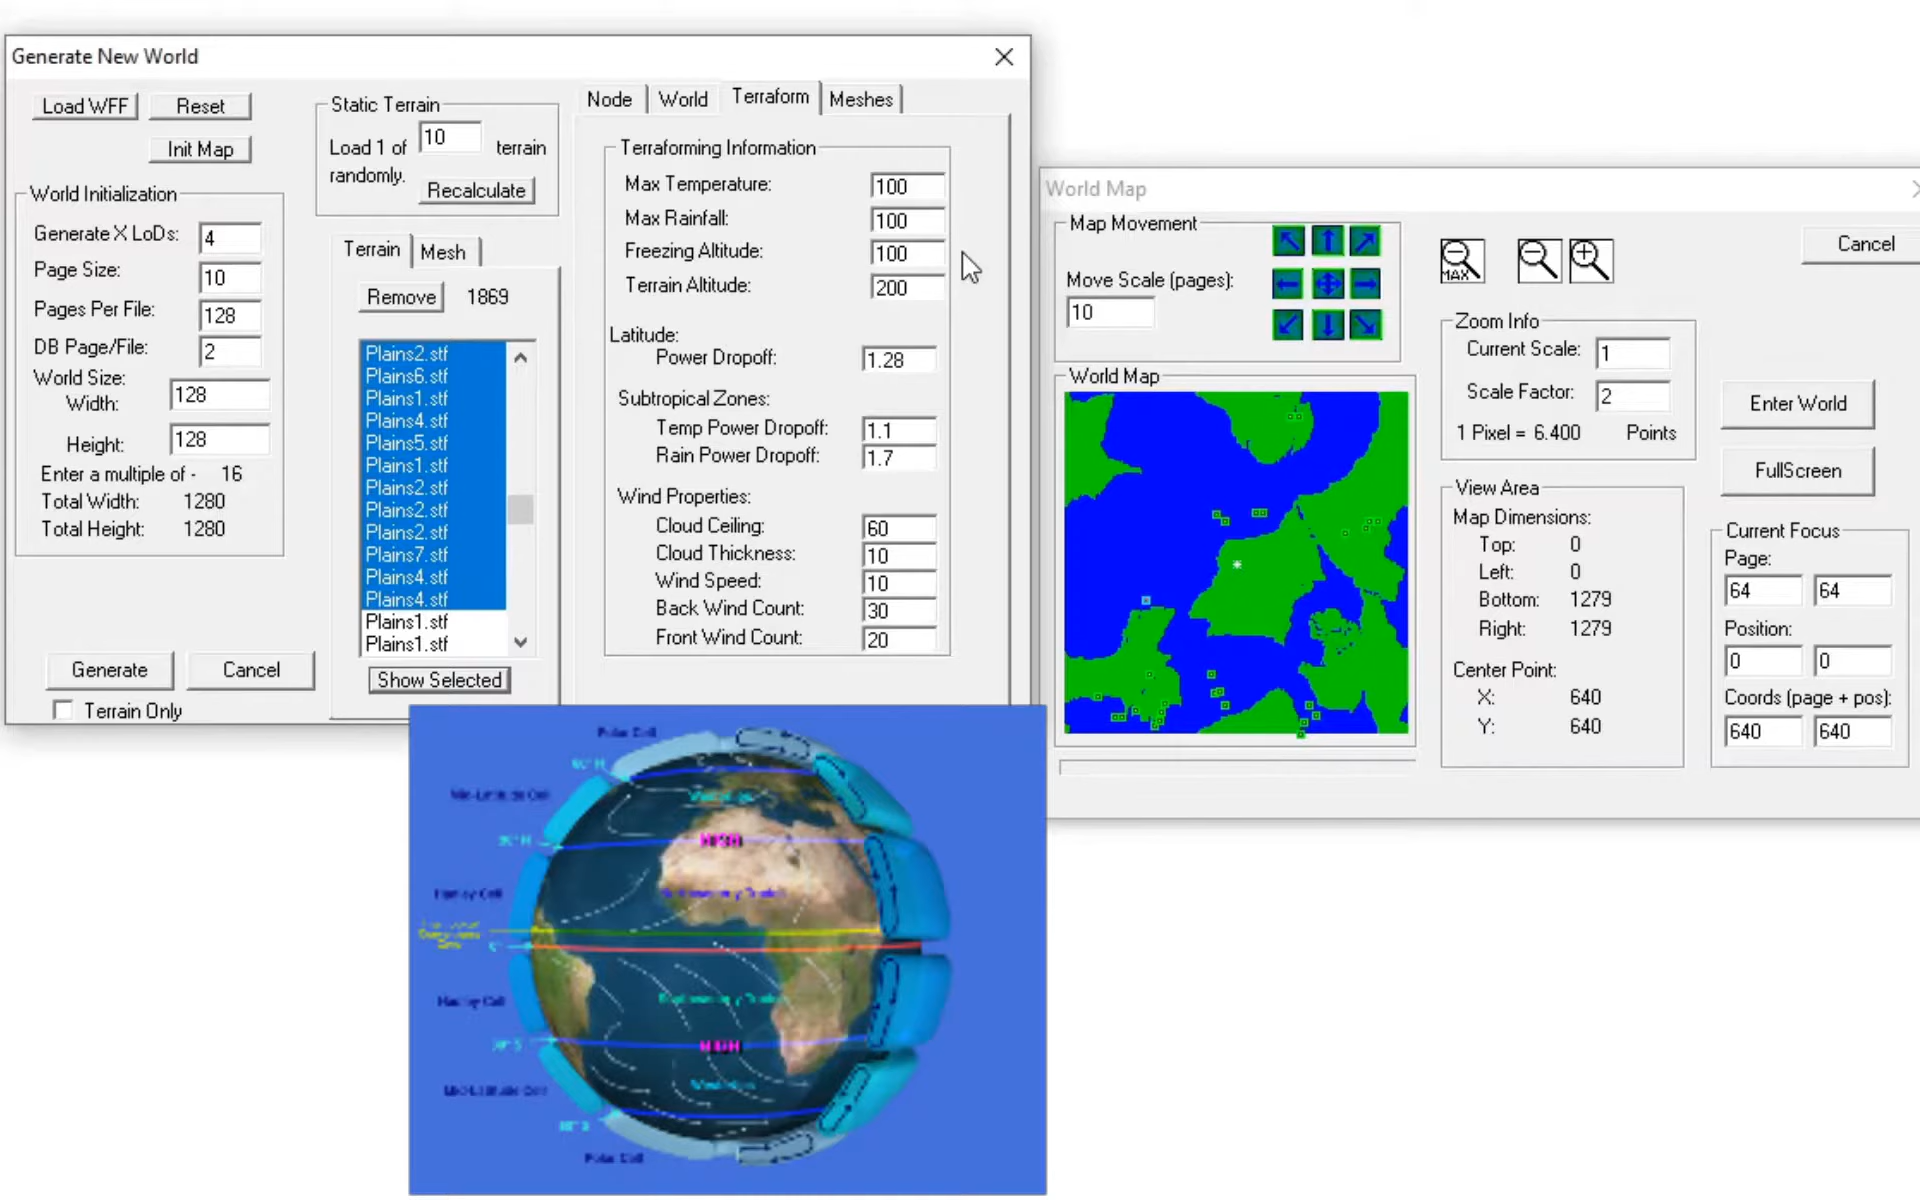 Generate New World
Load WFF
Reset
Init Map
World Initialization
Generate X LoDs:
4
Page Size:
10
Pages Per File:
128
DB Page/File:
2
World Size:
Width:
128
Height:
128
Enter a multiple of -
16
Total Width:
1280
Total Height:
1280
Generate
Cancel
Terrain Only
Static Terrain
Load 1 of
10
terrain
randomly.
Recalculate
Terrain
Mesh
Remove
1869
Plains2.stf
Plains6.stf
Plains1.stf
Plains4.stf
Plains5.stf
Plains1.stf
Plains2.stf
Plains2.stf
Plains2.stf
Plains7.stf
Plains4.stf
Plains4.stf
Plains1.stf
Plains1.stf
Show Selected
Node
World
Terraform
Meshes
Terraforming Information
Max Temperature:
100
Max Rainfall:
100
Freezing Altitude:
100
Terrain Altitude:
200
Latitude:
Power Dropoff:
1.28
Subtropical Zones:
Temp Power Dropoff:
1.1
Rain Power Dropoff:
1.7
Wind Properties:
Cloud Ceiling:
60
Cloud Thickness:
10
Wind Speed:
10
Back Wind Count:
30
Front Wind Count:
20
World Map
Map Movement
Move Scale (pages):
10
World Map
MAX
Cancel
Zoom Info
Current Scale:
1
Scale Factor:
2
1 Pixel = 6.400
Points
Enter World
FullScreen
View Area
Map Dimensions:
Top:
0
Left:
0
Bottom:
1279
Right:
1279
Center Point:
X:
640
Y:
640
Current Focus
Page:
64
64
Position:
0
0
Coords (page + pos):
640
640
Polar Cell
Mid-Latitude Cell
HIGH
Hadley Cell
Hadley Cell
HIGH
Mid-Latitude Cell
Polar Cell